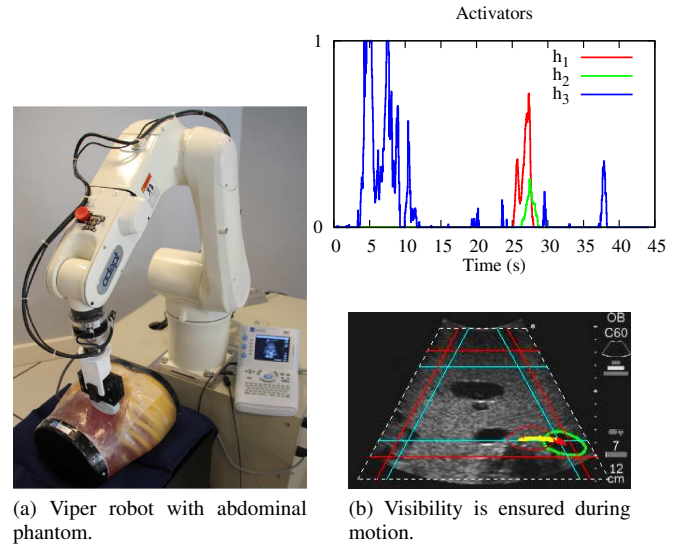 Activators
1
h1
h2
h3
0
0 5 10 15 20 25 30 35 40 45
Time (s)
adept
OB
C60
7
12
cm
(a) Viper robot with abdominal
phantom.
(b) Visibility is ensured during
motion.